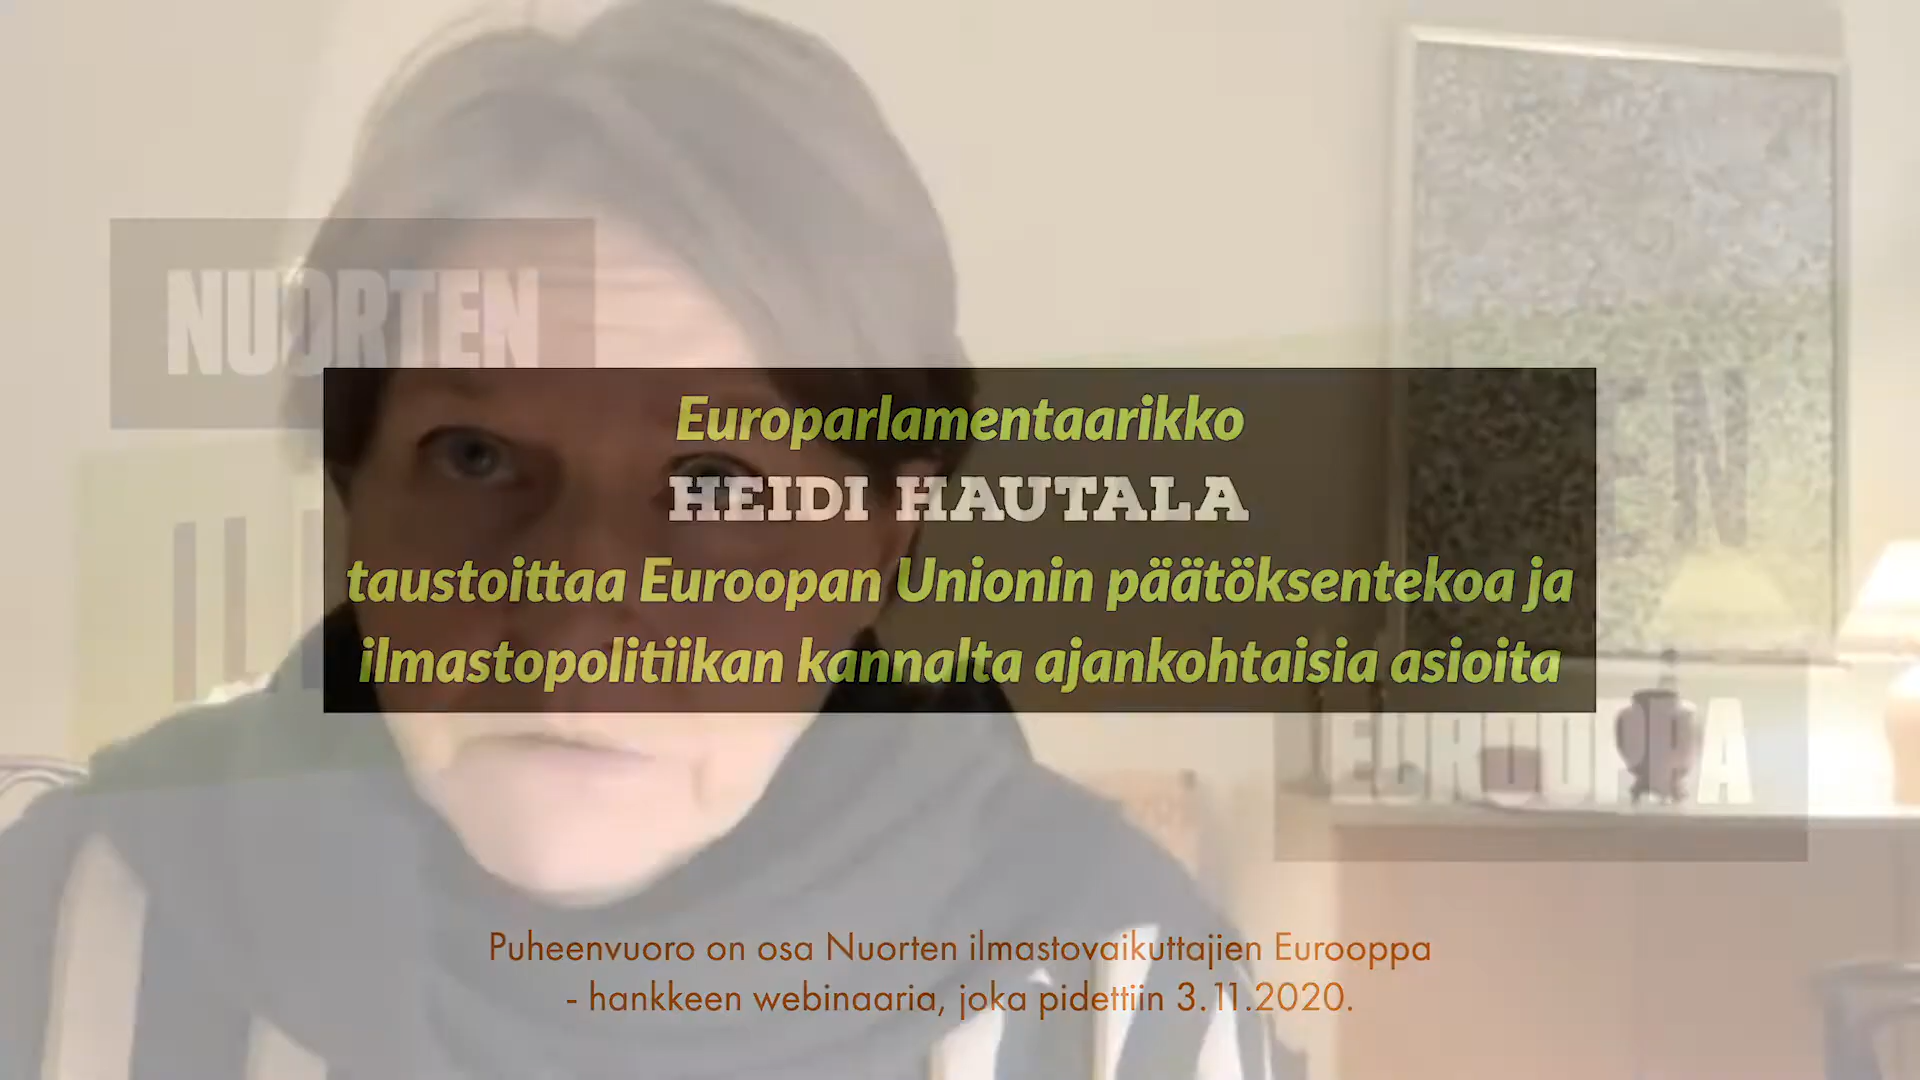 NUORTEN
Europarlamentaarikko
HEIDI HAUTALA
taustoittaa Euroopan Unionin päätöksentekoa ja
ilmastopolitiikan kannalta ajankohtaisia asioita
EUROOPPA
Puheenvuoro on osa Nuorten ilmastovaikuttajien Eurooppa
- hankkeen webinaaria, joka pidettiin 3.11.2020.